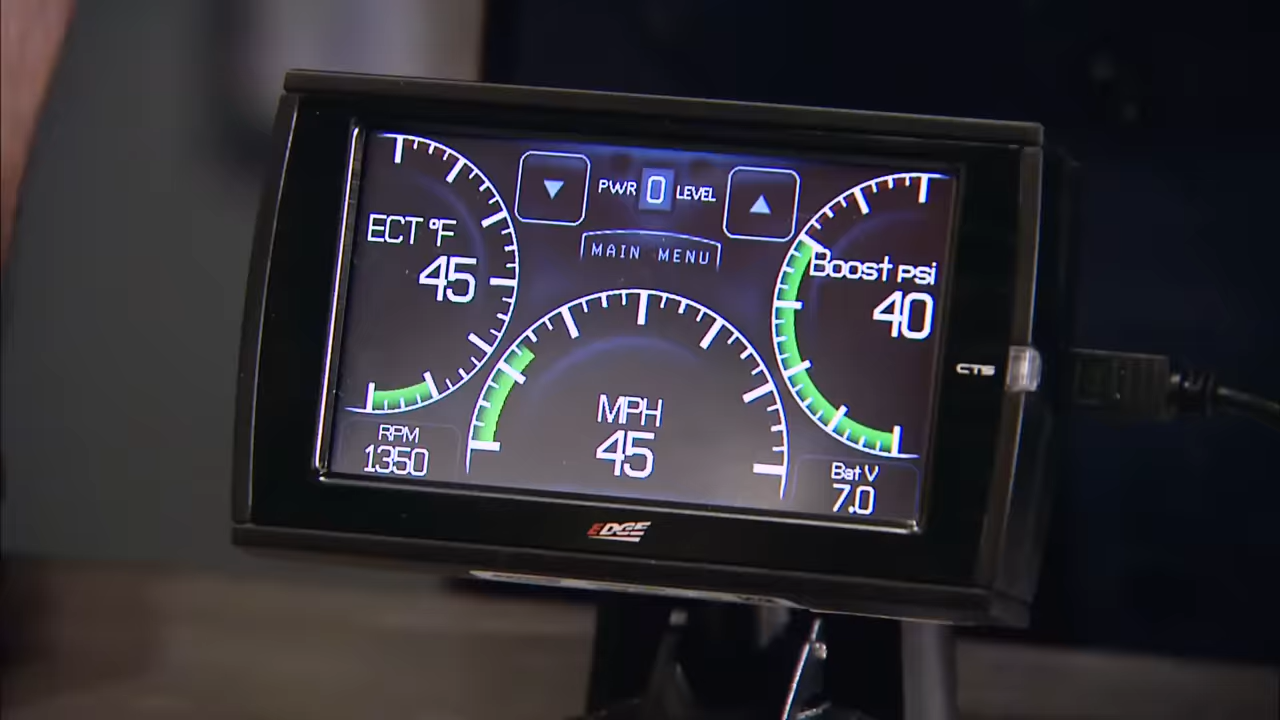 PWR 0 LEVEL
MAIN MENU
ECT °F
45
Boost psi
40
CTS
MPH
45
RPM
1350
Bat V
7.0
EDGE